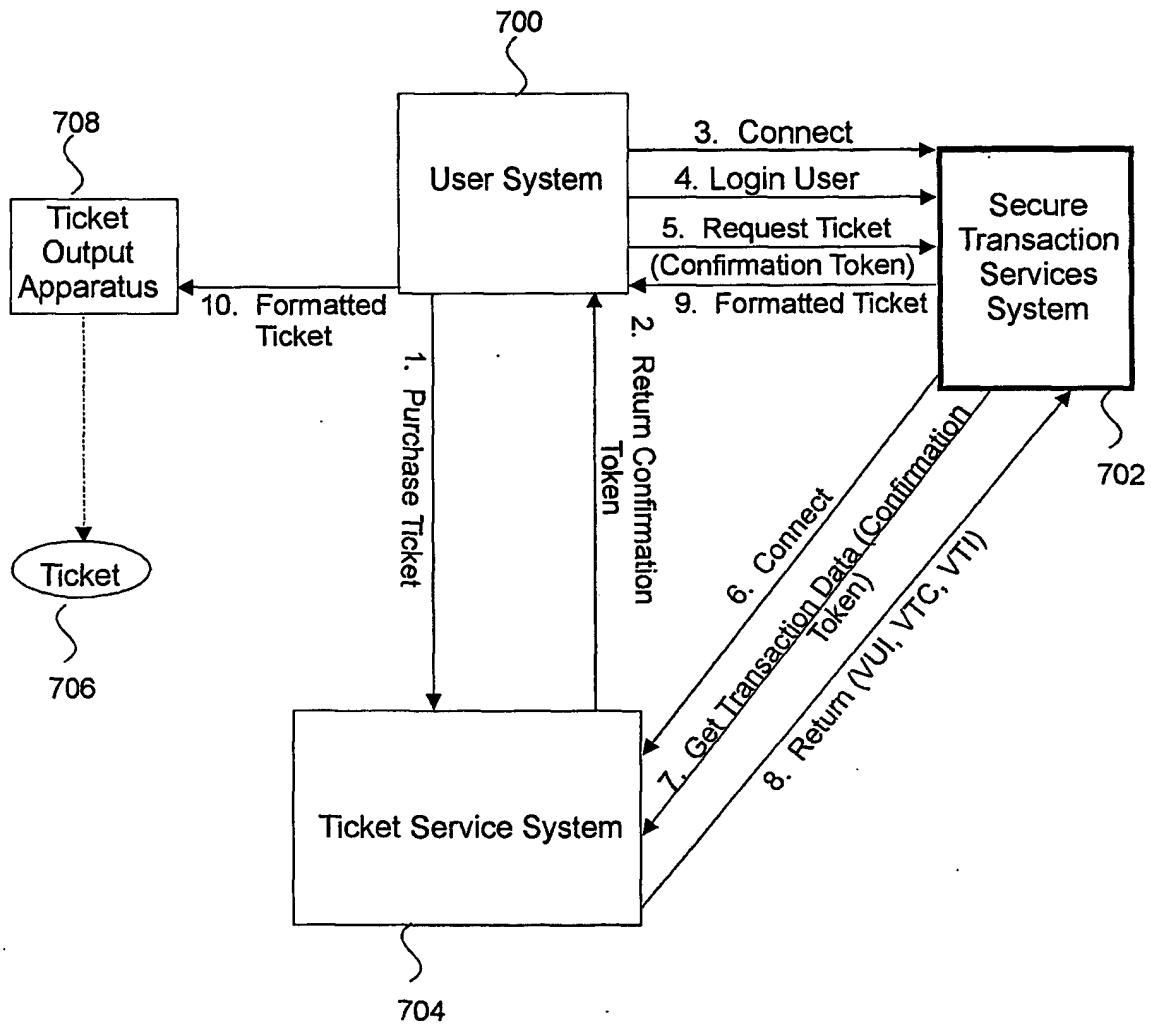 700
708
User System
3. Connect
4. Login User
5. Request Ticket
(Confirmation Token)
9. Formatted Ticket
Secure
Transaction
Services
System
702
Ticket
Output
Apparatus
10. Formatted
Ticket
1. Purchase Ticket
2. Return Confirmation
Token
6. Connect
7. Get Transaction Data (Confirmation
Token)
8. Return (VUI, VTC, VTI)
Ticket
706
Ticket Service System
704